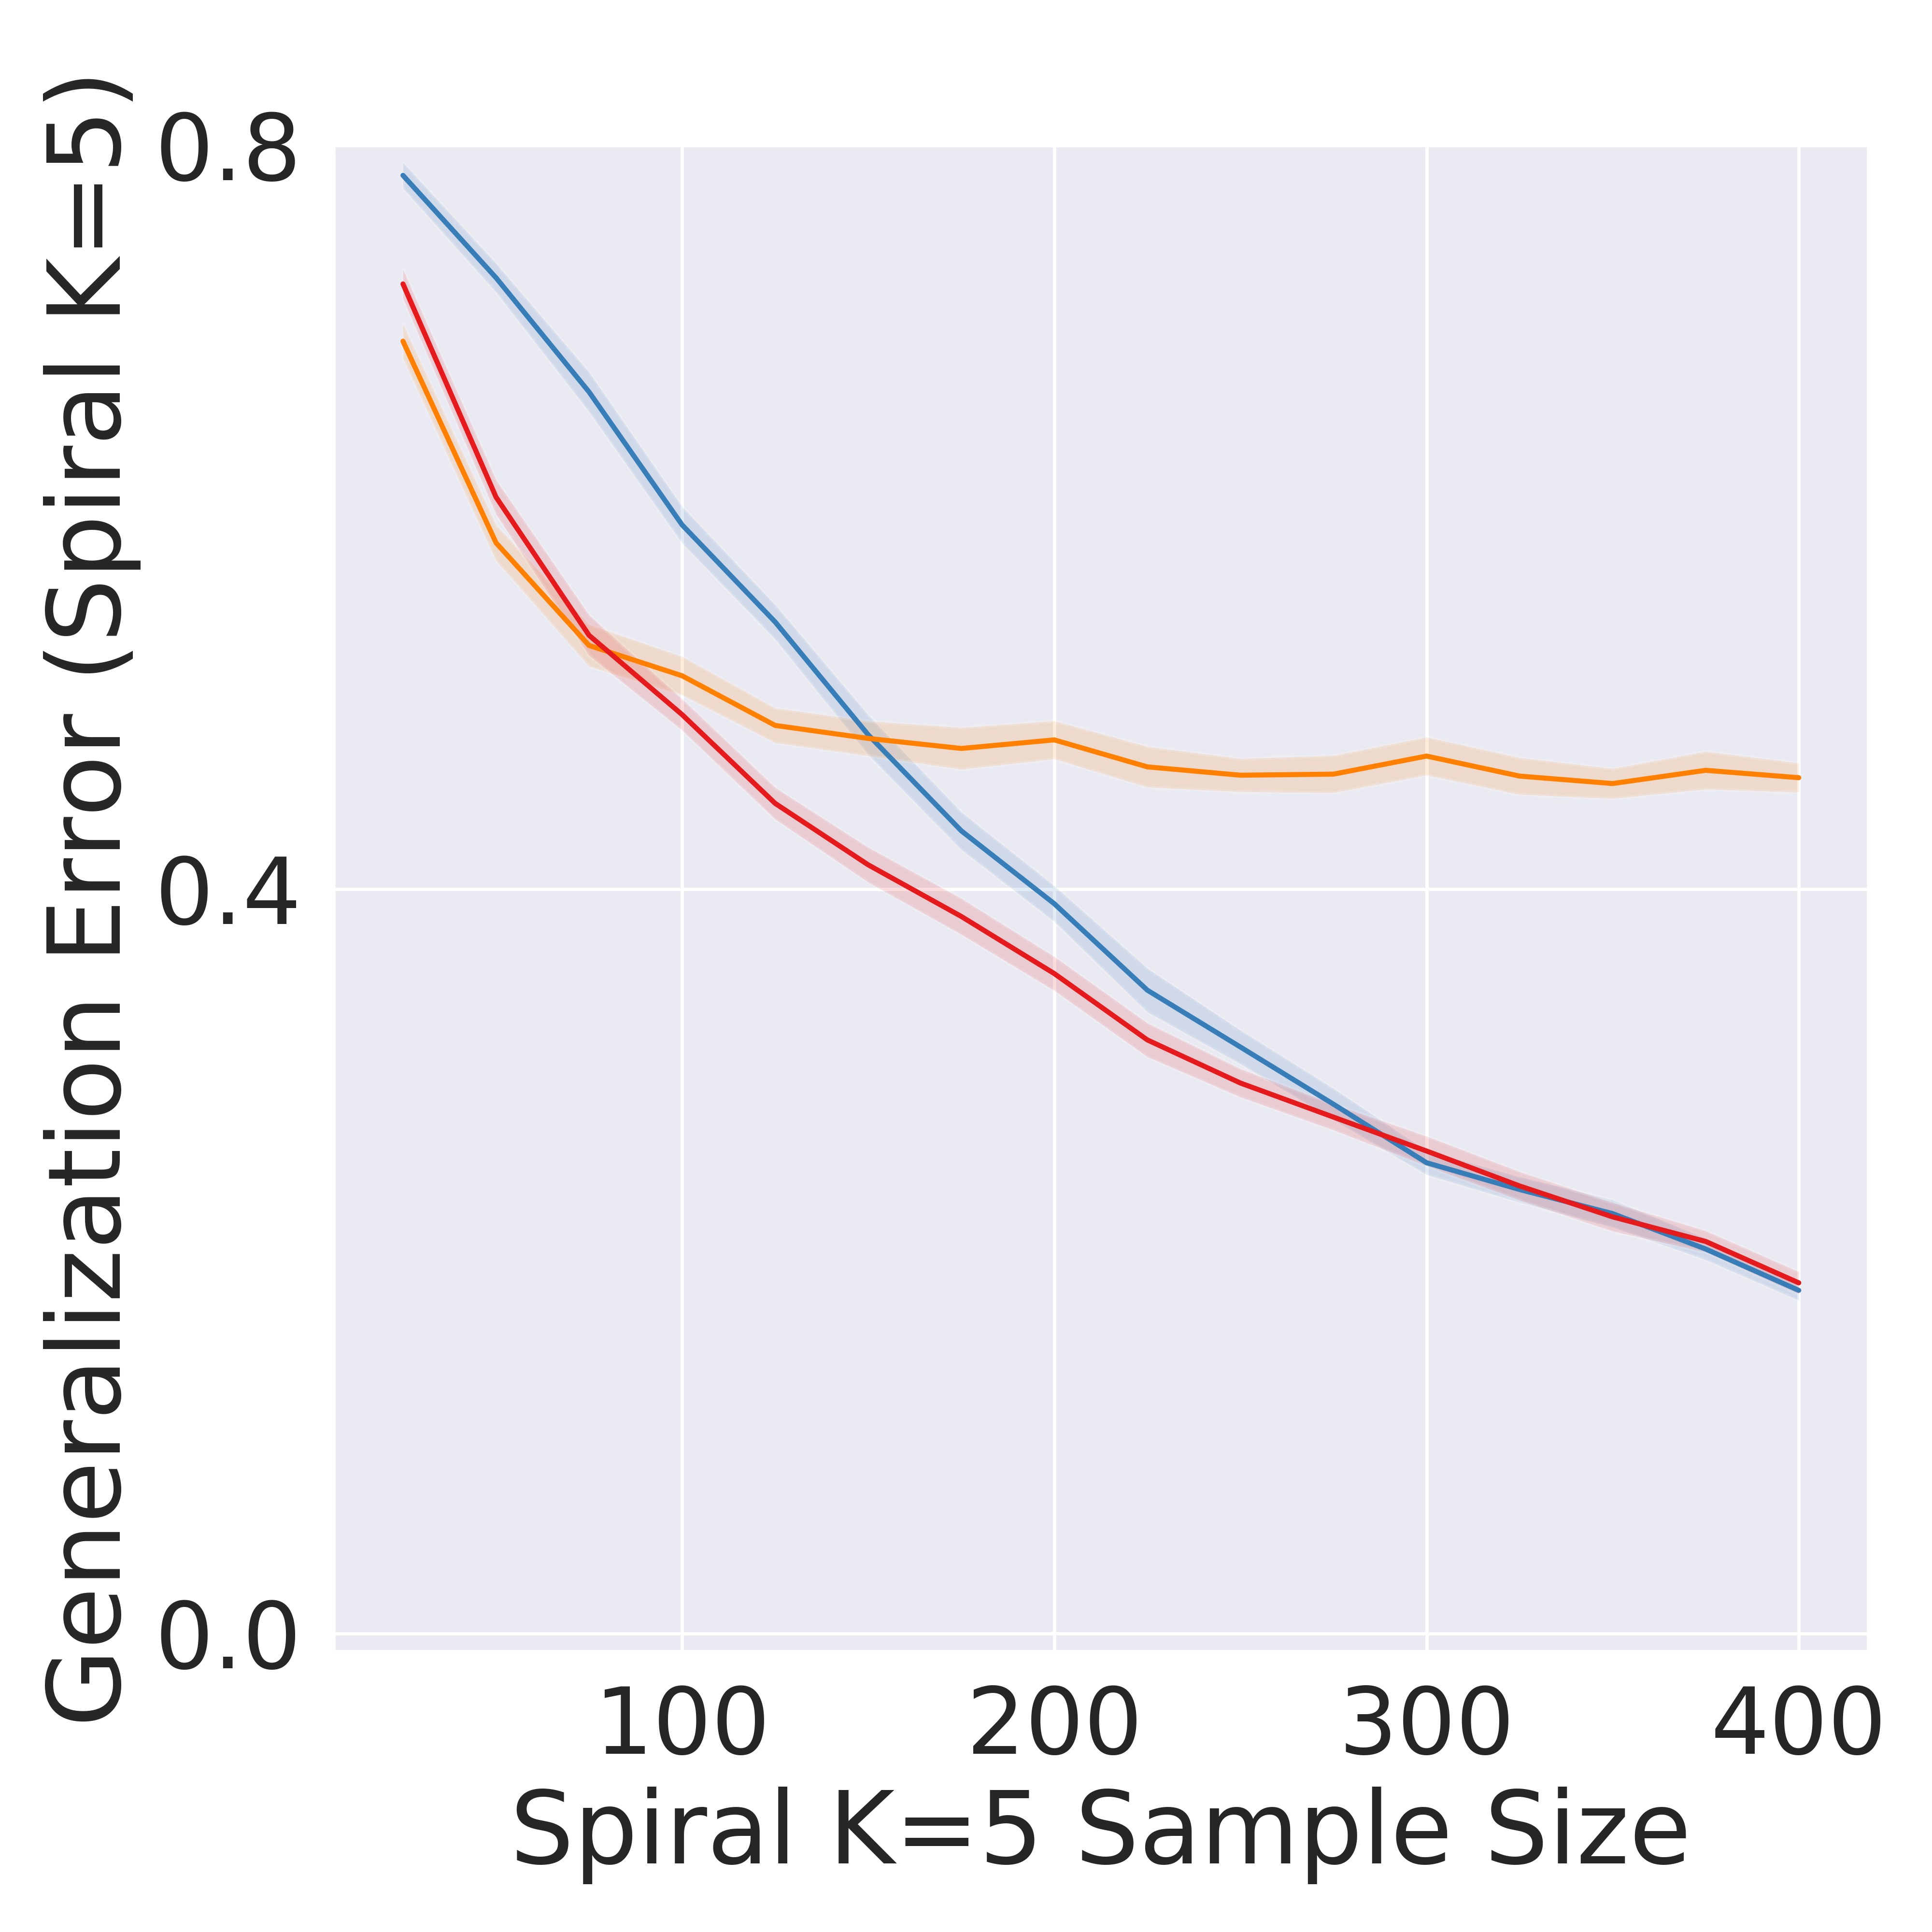 Generalization Error (Spiral K=5)
0.8
0.4
0.0
100 200 300 400
Spiral K=5 Sample Size